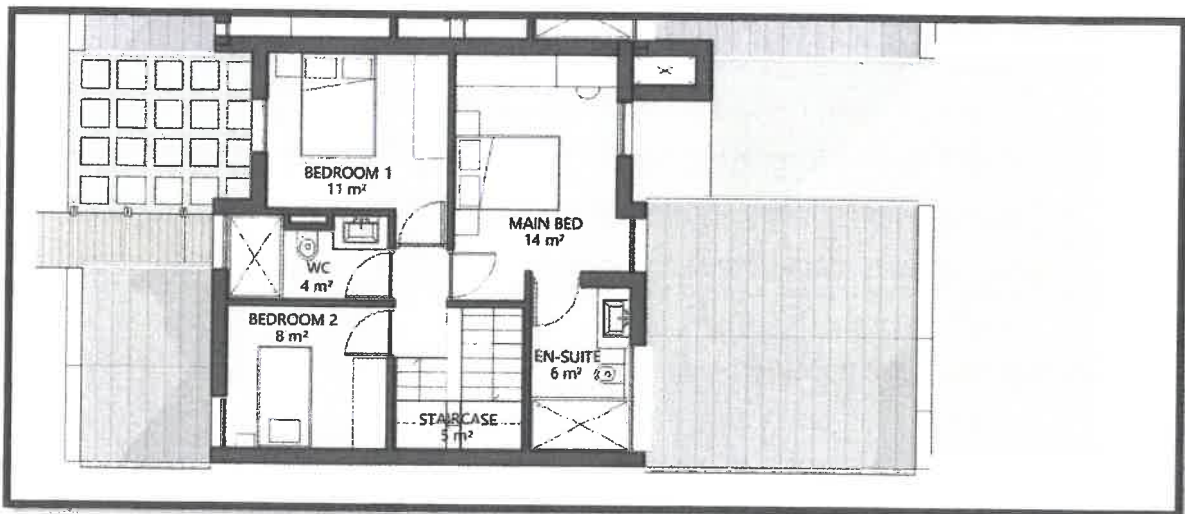 BEDROOM 1
11 m²
MAIN BED
14 m²
WC
4 m²
BEDROOM 2
8 m²
EN-SUITE
6 m²
STAIRCASE
5 m²